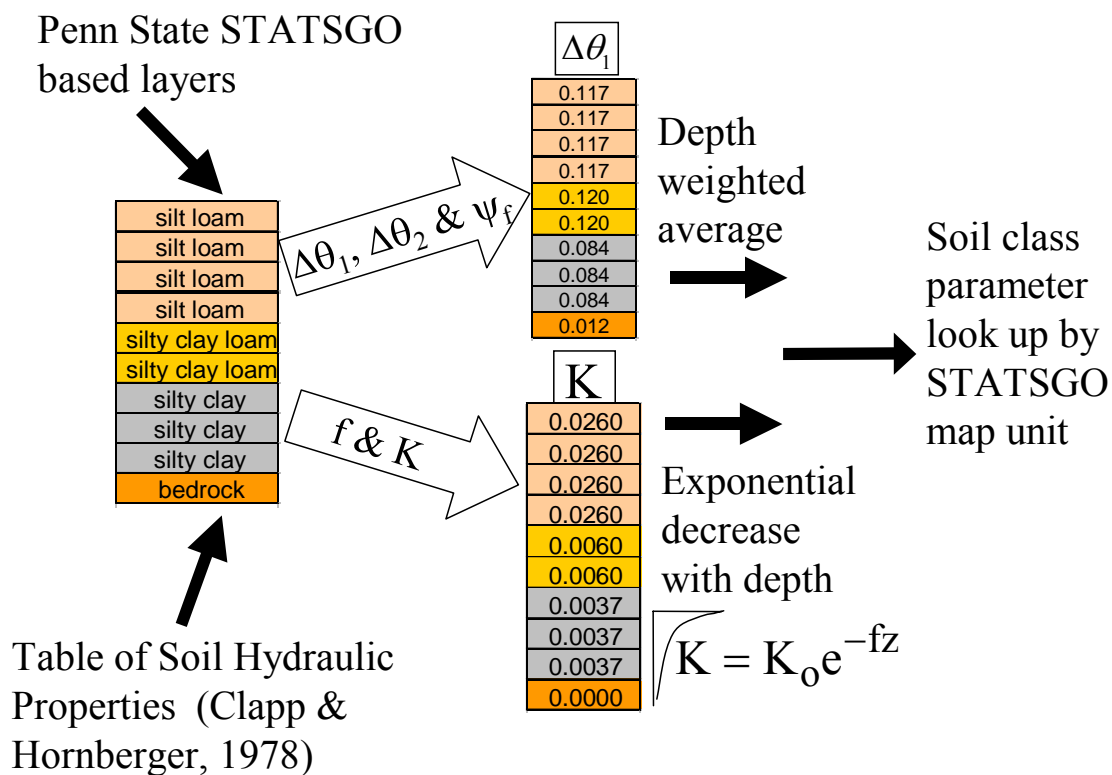 Penn State STATSGO
based layers
silt loam
silt loam
silt loam
silt loam
silty clay loam
silty clay loam
silty clay
silty clay
silty clay
bedrock
Table of Soil Hydraulic
Properties (Clapp &
Hornberger, 1978)
Δθ₁, Δθ₂ & ψ_f
f & K
Δθ₁
0.117
0.117
0.117
0.117
0.120
0.120
0.084
0.084
0.084
0.012
K
0.0260
0.0260
0.0260
0.0260
0.0060
0.0060
0.0037
0.0037
0.0037
0.0000
Depth
weighted
average
Exponential
decrease
with depth
K = K₀e^{−fz}
Soil class
parameter
look up by
STATSGO
map unit